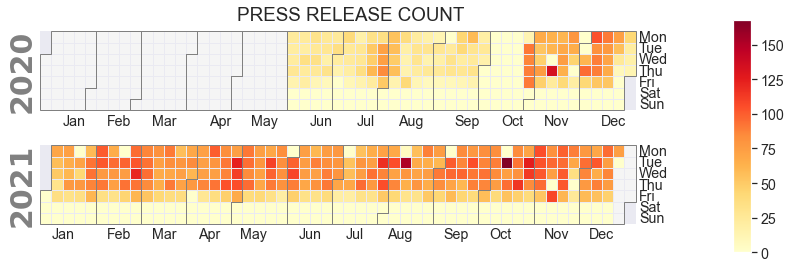 PRESS RELEASE COUNT
2020
Mon
Tue
Wed
Thu
Fri
Sat
Sun
Jan Feb Mar Apr May Jun Jul Aug Sep Oct Nov Dec
2021
Mon
Tue
Wed
Thu
Fri
Sat
Sun
Jan Feb Mar Apr May Jun Jul Aug Sep Oct Nov Dec
150
125
100
75
50
25
0